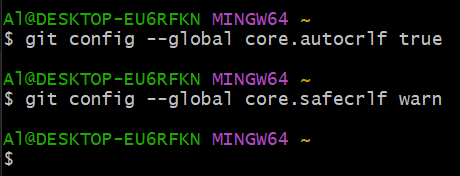 Al@DESKTOP-EU6RFKN MINGW64 ~
$ git config --global core.autocrlf true
Al@DESKTOP-EU6RFKN MINGW64 ~
$ git config --global core.safecrlf warn
Al@DESKTOP-EU6RFKN MINGW64 ~
$